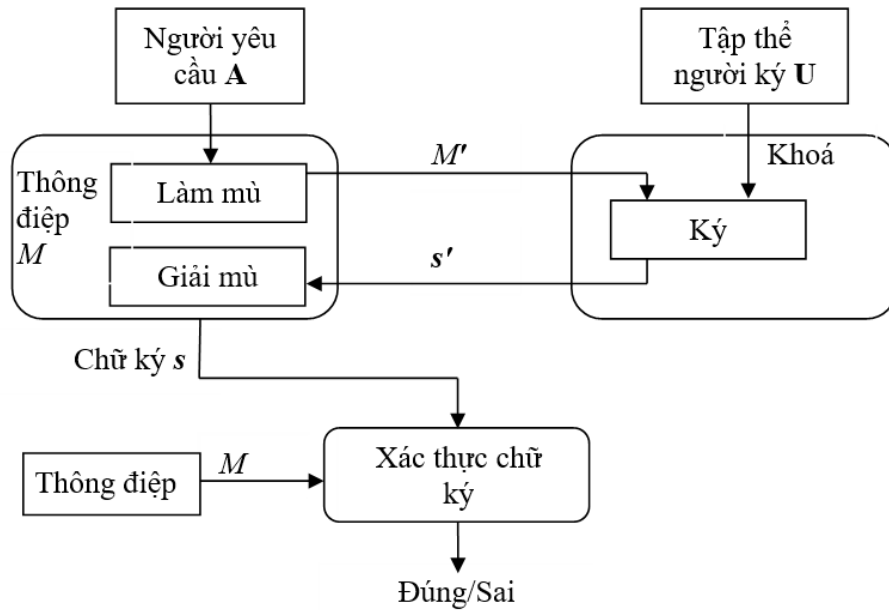 Người yêu
cầu A
Tập thể
người ký U
Thông
điệp
M
Làm mù
Giải mù
M'
s'
Khoá
Ký
Chữ ký s
Thông điệp
M
Xác thực chữ
ký
Đúng/Sai